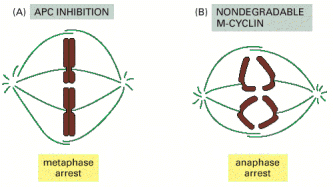 (A) APC INHIBITION
(B) NONDEGRADABLE
M-CYCLIN
metaphase
arrest
anaphase
arrest